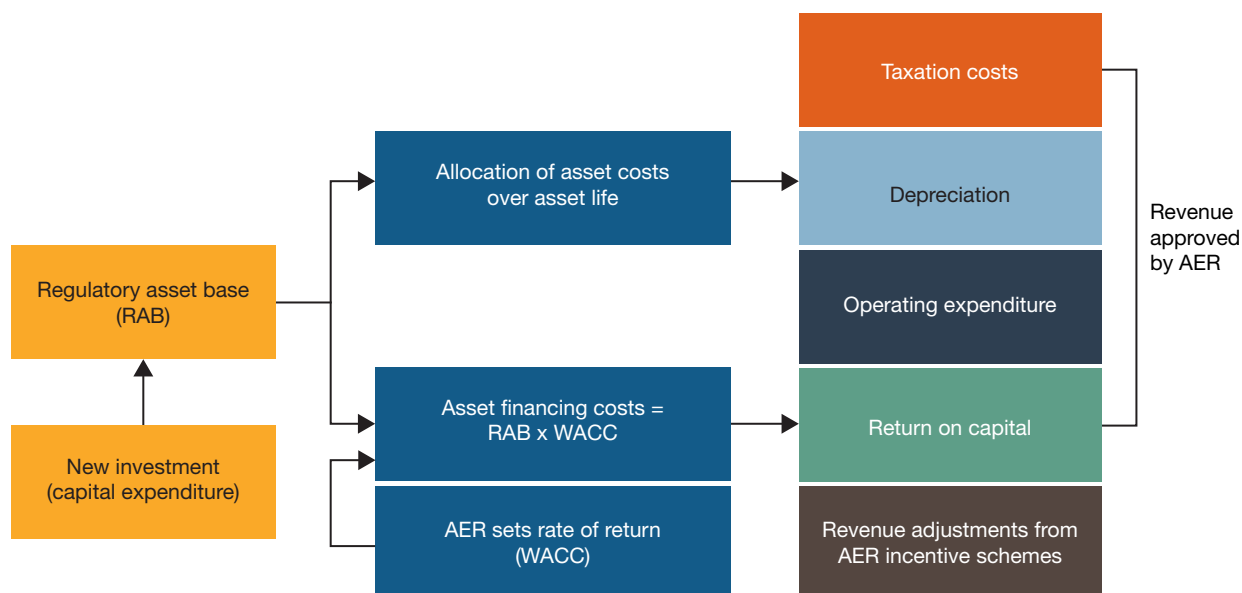 Taxation costs
Allocation of asset costs
over asset life
Depreciation
Revenue
approved
by AER
Regulatory asset base
(RAB)
Operating expenditure
Asset financing costs =
RAB x WACC
Return on capital
New investment
(capital expenditure)
AER sets rate of return
(WACC)
Revenue adjustments from
AER incentive schemes